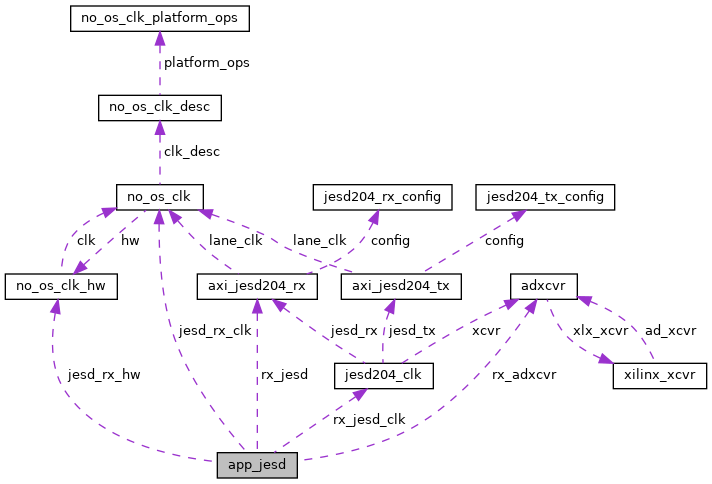 no_os_clk_platform_ops
platform_ops
no_os_clk_desc
clk_desc
no_os_clk
jesd204_rx_config
jesd204_tx_config
clk
hw
lane_clk
lane_clk
config
config
no_os_clk_hw
axi_jesd204_rx
axi_jesd204_tx
adxcvr
jesd_rx_clk
jesd_rx
jesd_tx
xcvr
xlx_xcvr
ad_xcvr
jesd_rx_hw
rx_jesd
jesd204_clk
rx_adxcvr
xilinx_xcvr
rx_jesd_clk
app_jesd